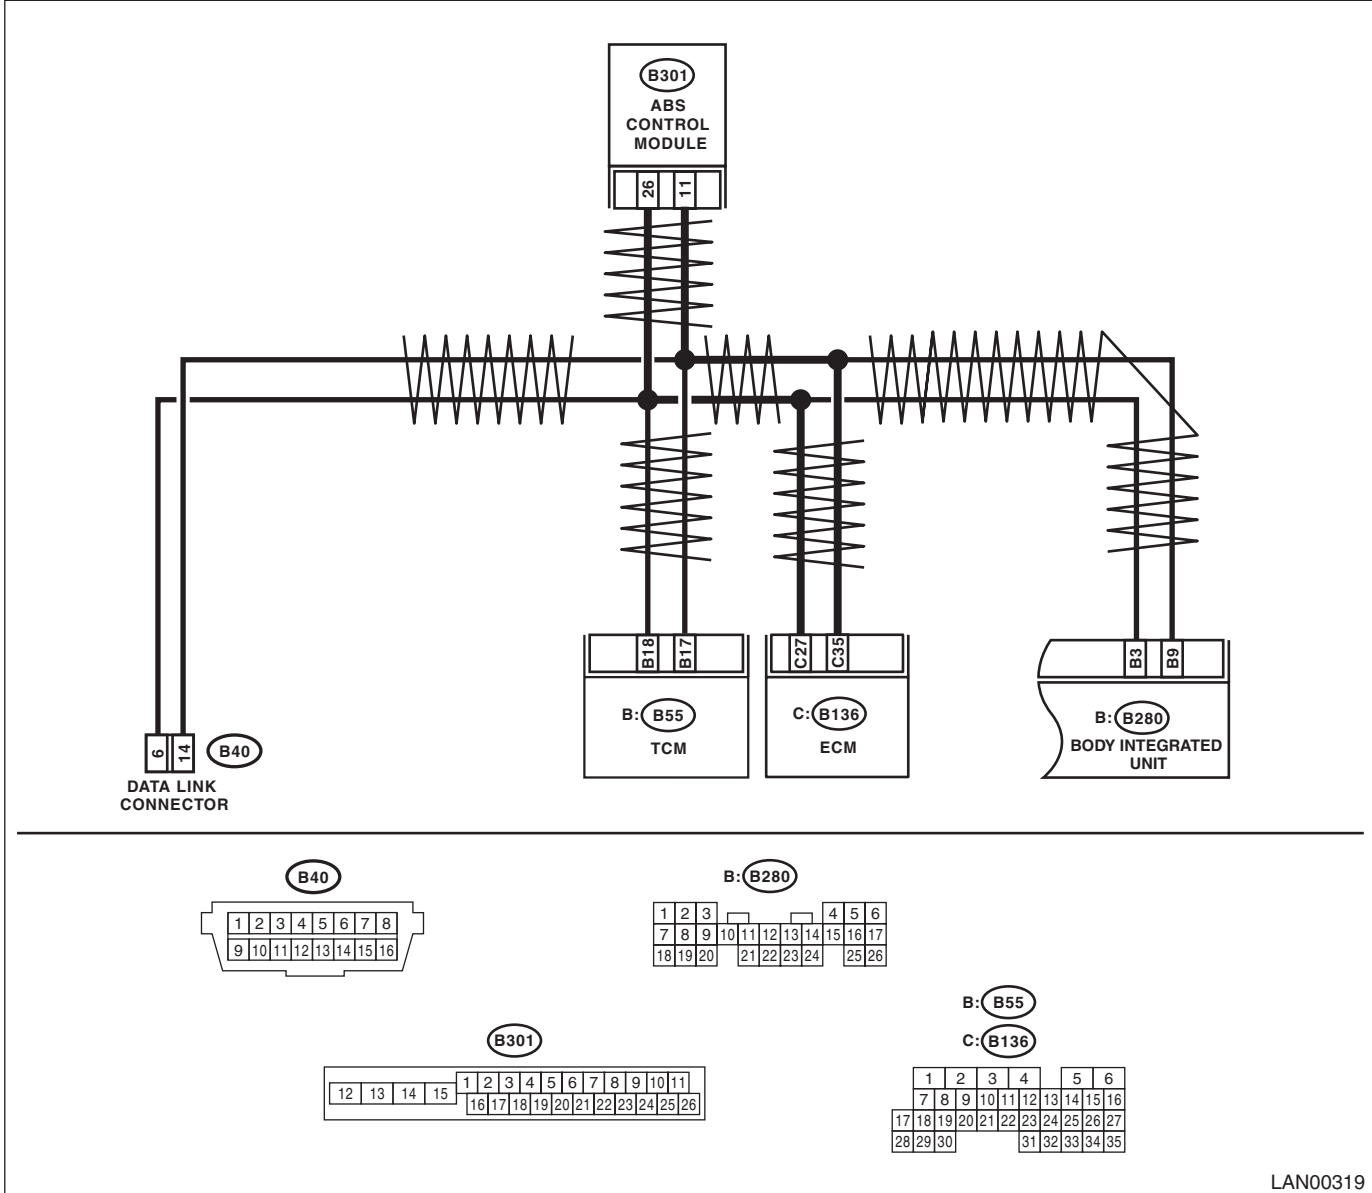 B301
ABS
CONTROL
MODULE
26 11
B18 B17
C27 C35
B3 B9
B: B55
TCM
C: B136
ECM
B: B280
BODY INTEGRATED
UNIT
6 14
B40
DATA LINK
CONNECTOR
B40
1 2 3 4 5 6 7 8
9 10 11 12 13 14 15 16
B: B280
1 2 3 4 5 6
7 8 9 10 11 12 13 14 15 16 17
18 19 20 21 22 23 24 25 26
B301
1 2 3 4 5 6 7 8 9 10 11
12 13 14 15
16 17 18 19 20 21 22 23 24 25 26
B: B55
C: B136
1 2 3 4 5 6
7 8 9 10 11 12 13 14 15 16
17 18 19 20 21 22 23 24 25 26 27
28 29 30 31 32 33 34 35
LAN00319